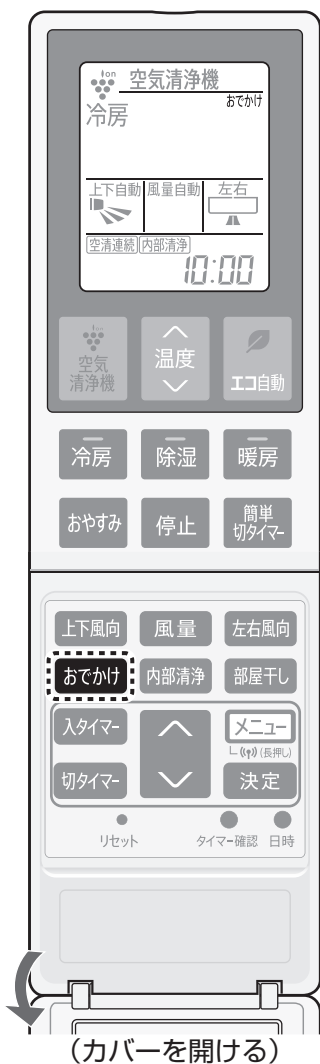 ion 空気清浄機
おでかけ
冷房
上下自動 風量自動 左右
空清連続 内部清浄
10:00
空気清浄機 温度 エコ自動
冷房 除湿 暖房
おやすみ 停止 簡単切タイマー
上下風向 風量 左右風向
おでかけ 内部清浄 部屋干し
入タイマー メニュー
(長押し)
切タイマー 決定
リセット タイマー確認 日時
(カバーを開ける)